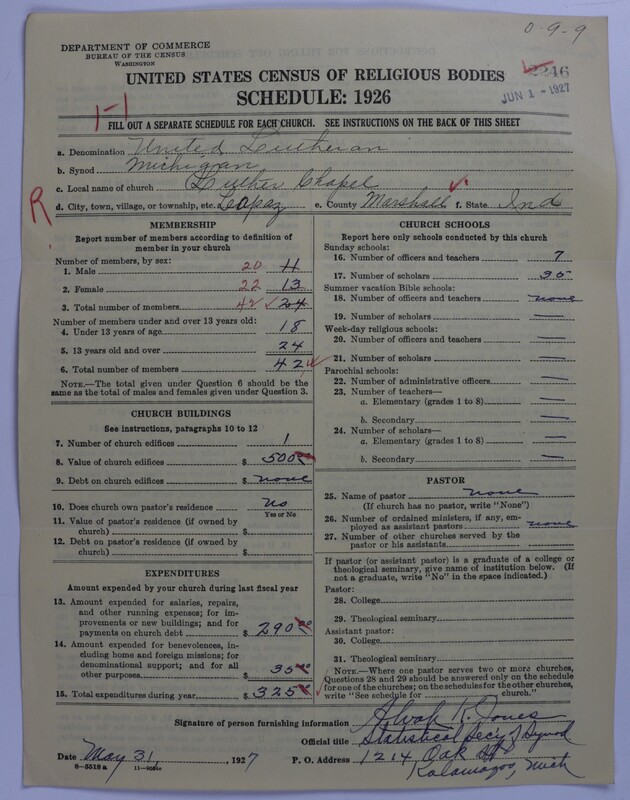 0-9-9
DEPARTMENT OF COMMERCE
BUREAU OF THE CENSUS
WASHINGTON
UNITED STATES CENSUS OF RELIGIOUS BODIES
SCHEDULE: 1926
JUN 1 - 1927
1-1
FILL OUT A SEPARATE SCHEDULE FOR EACH CHURCH. SEE INSTRUCTIONS ON THE BACK OF THIS SHEET
a. Denomination United Lutheran
b. Synod Michigan
c. Local name of church Luther Chapel
R d. City, town, village, or township, etc. Lapaz e. County Marshall f. State Ind
MEMBERSHIP
Report number of members according to definition of
member in your church
Number of members, by sex:
1. Male 20 11
2. Female 22 13
3. Total number of members 42 24
Number of members under and over 13 years old:
4. Under 13 years of age 18
5. 13 years old and over 24
6. Total number of members 42
NOTE.—The total given under Question 6 should be the
same as the total of males and females given under Question 3.
CHURCH BUILDINGS
See instructions, paragraphs 10 to 12
7. Number of church edifices 1
8. Value of church edifices $ 500
9. Debt on church edifices $ none
10. Does church own pastor's residence no
Yes or No
11. Value of pastor's residence (if owned by
church) $
12. Debt on pastor's residence (if owned by
church) $
EXPENDITURES
Amount expended by your church during last fiscal year
13. Amount expended for salaries, repairs,
and other running expenses; for im-
provements or new buildings; and for
payments on church debt $ 290 00
14. Amount expended for benevolences, in-
cluding home and foreign missions; for
denominational support; and for all
other purposes 35 00
15. Total expenditures during year $ 325
CHURCH SCHOOLS
Report here only schools conducted by this church
Sunday schools:
16. Number of officers and teachers 7
17. Number of scholars 35
Summer vacation Bible schools:
18. Number of officers and teachers none
19. Number of scholars —
Week-day religious schools:
20. Number of officers and teachers —
21. Number of scholars —
Parochial schools:
22. Number of administrative officers —
23. Number of teachers—
a. Elementary (grades 1 to 8) —
b. Secondary —
24. Number of scholars—
a. Elementary (grades 1 to 8) —
b. Secondary —
PASTOR
25. Name of pastor none
(If church has no pastor, write "None")
26. Number of ordained ministers, if any, em-
ployed as assistant pastors none
27. Number of other churches served by the
pastor or his assistants
If pastor (or assistant pastor) is a graduate of a college or
theological seminary, give name of institution below. (If
not a graduate, write "No" in the space indicated.)
Pastor:
28. College
29. Theological seminary
Assistant pastor:
30. College
31. Theological seminary
NOTE.—Where one pastor serves two or more churches,
Questions 28 and 29 should be answered only on the schedule
for one of the churches; on the schedules for the other churches,
write "See schedule for church."
Signature of person furnishing information R. Jones
Official title Statistical Secy of Synod
Date May 31, 1927 P. O. Address 1214 Oak St
8-5518a Kalamazoo, Mich